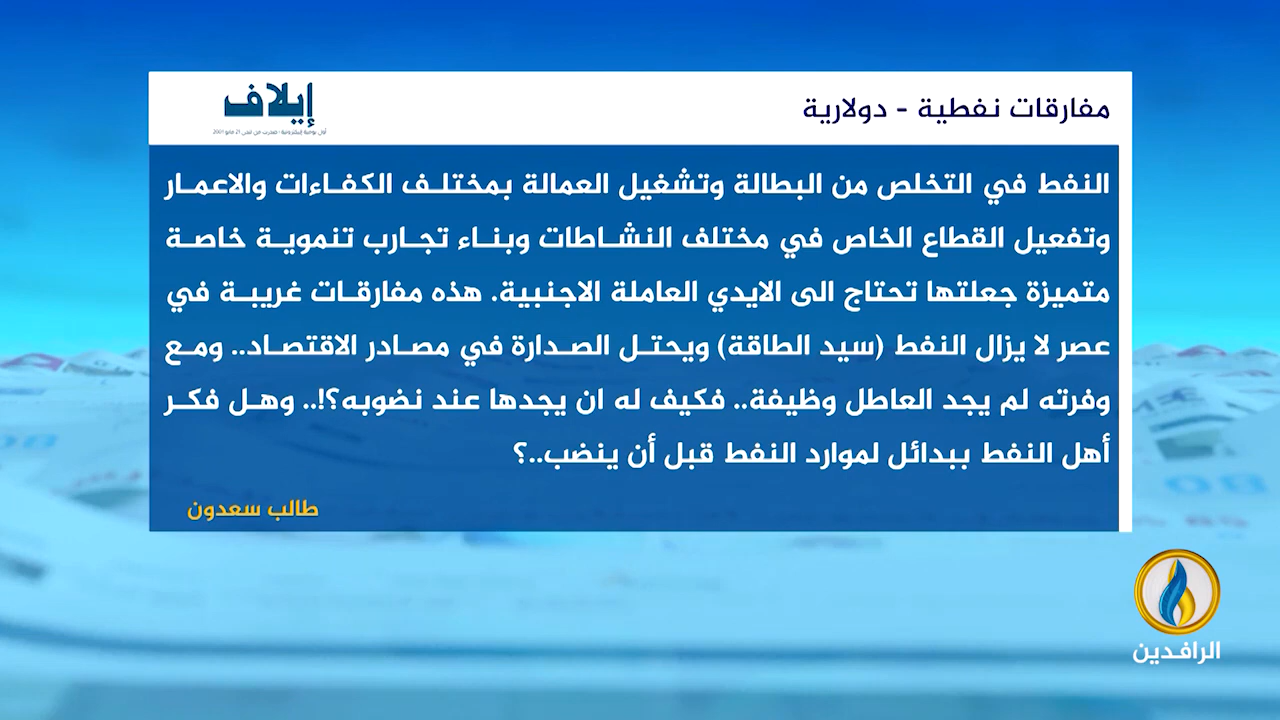 مفارقات نفطية - دولارية
إيلاف
النفط في التخلص من البطالة وتشغيل العمالة بمختلف الكفاءات والاعمار
وتفعيل القطاع الخاص في مختلف النشاطات وبناء تجارب تنموية خاصة
متميزة جعلتها تحتاج الى الايدي العاملة الاجنبية. هذه مفارقات غريبة في
عصر لا يزال النفط (سيد الطاقة) ويحتل الصدارة في مصادر الاقتصاد.. ومع
وفرته لم يجد العاطل وظيفة.. فكيف له ان يجدها عند نضوبه؟!.. وهل فكر
أهل النفط ببدائل لموارد النفط قبل أن ينضب..؟
طالب سعدون
الرافدين